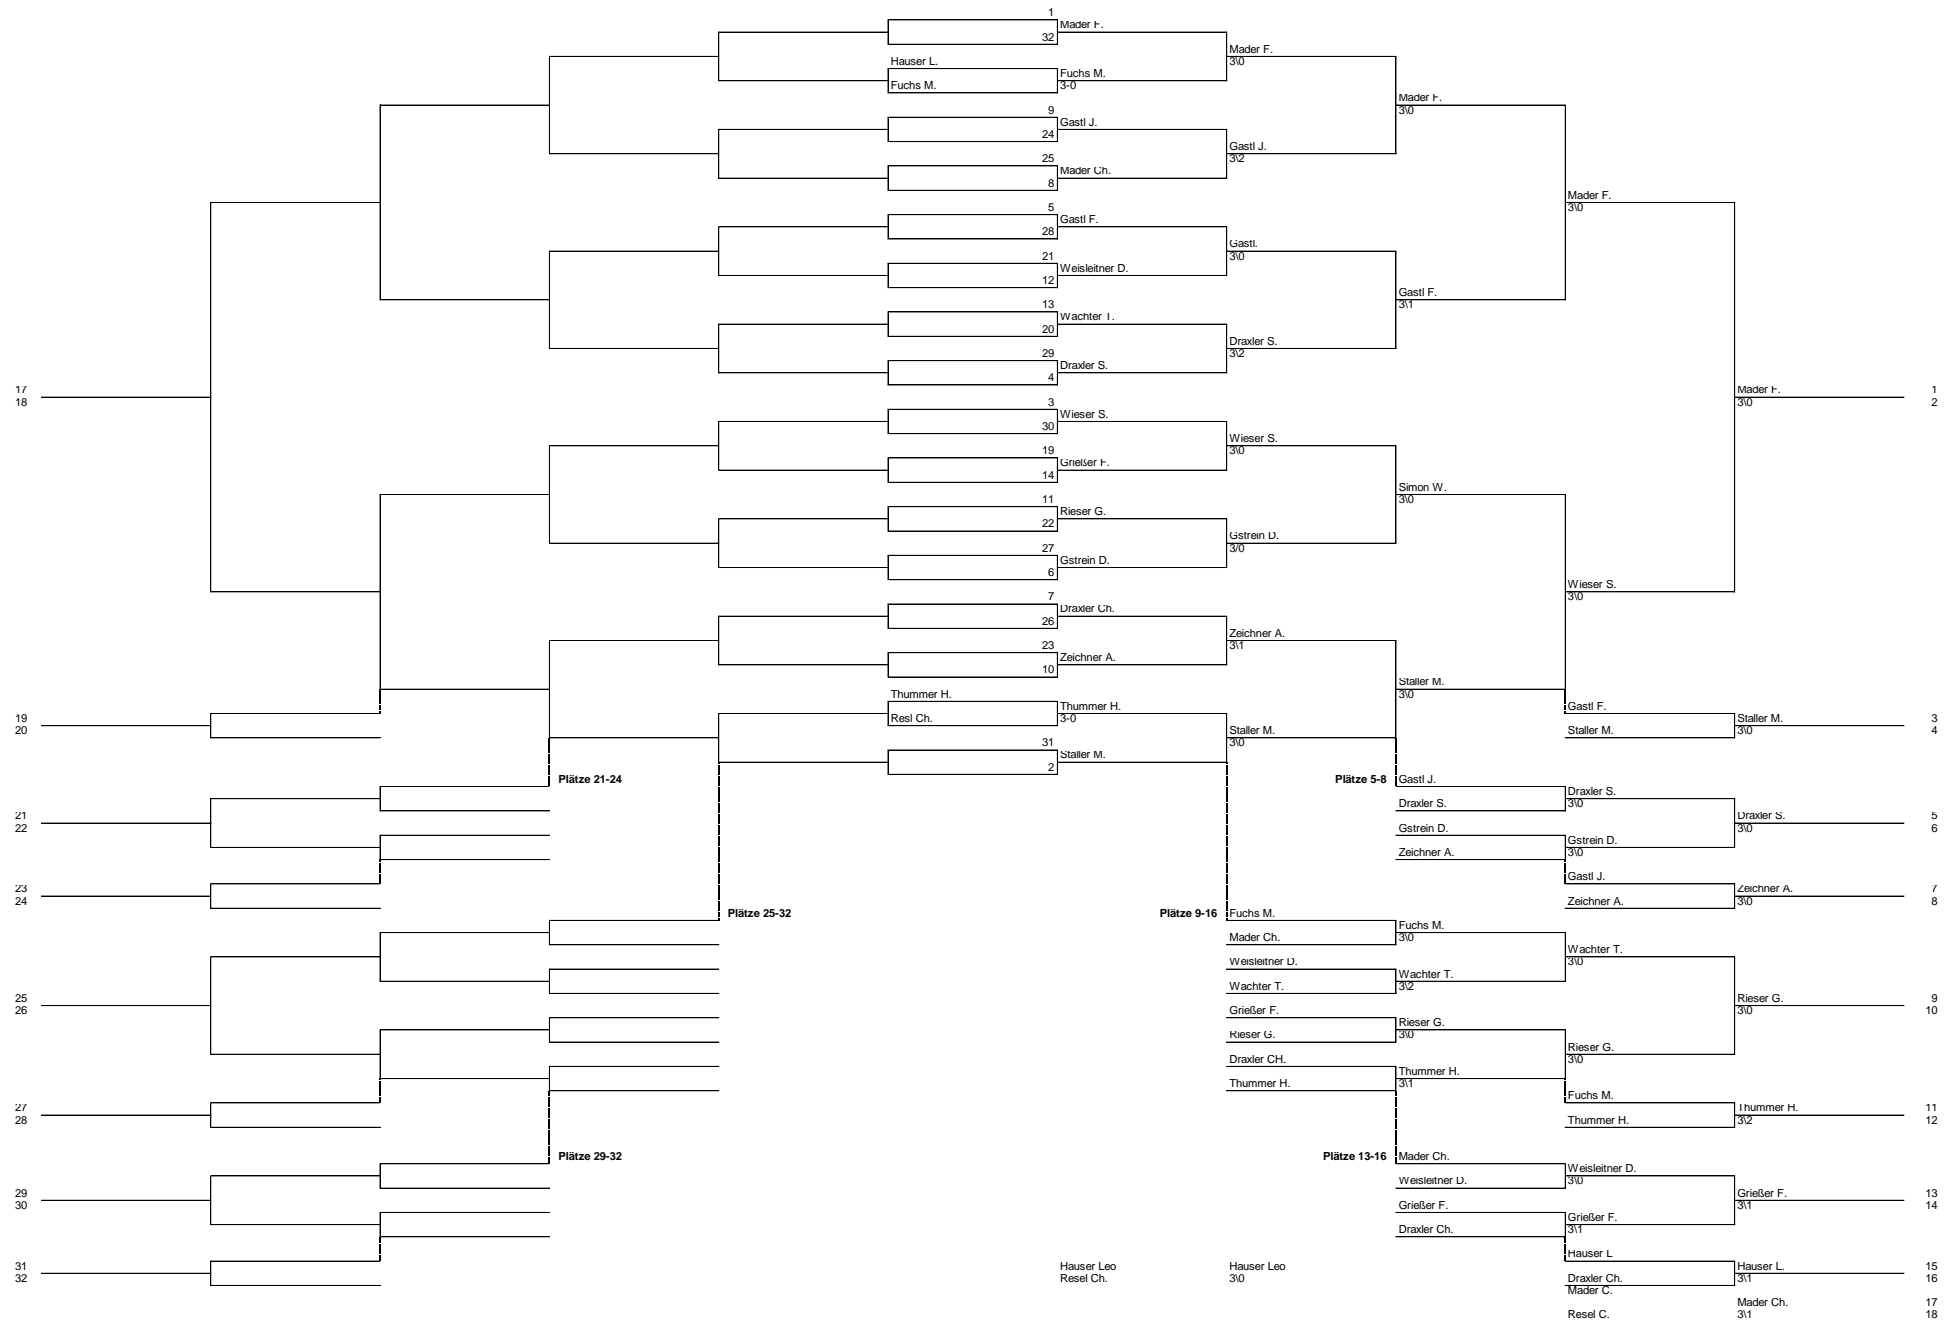 1
Mader F.
32
Mader F.
3\0
Hauser L.
Fuchs M.
Fuchs M.
3-0
Mader F.
3\0
9
Gastl J.
24
Gastl J.
3\2
25
Mader Ch.
8
Mader F.
3\0
5
Gastl F.
28
Gastl.
3\0
21
Weisleitner D.
12
Gastl F.
3\1
13
Wachter T.
20
Draxler S.
3\2
29
Draxler S.
4
17
18
Mader F.
3\0
1
2
3
Wieser S.
30
Wieser S.
3\0
19
Grießer F.
14
Simon W.
3\0
11
Rieser G.
22
Gstrein D.
3/0
27
Gstrein D.
6
Wieser S.
3\0
7
Draxler Ch.
26
Zeichner A.
3\1
23
Zeichner A.
10
Staller M.
3\0
Thummer H.
Resl Ch.
Thummer H.
3-0
Gastl F.
Staller M.
19
20
Staller M.
3\0
3
4
Staller M.
3\0
31
Staller M.
2
Plätze 21-24
Plätze 5-8
Gastl J.
Draxler S.
Draxler S.
3\0
21
22
Draxler S.
3\0
5
6
Gstrein D.
Zeichner A.
Gstrein D.
3\0
Gastl J.
Zeichner A.
23
24
Zeichner A.
3\0
7
8
Plätze 25-32
Plätze 9-16
Fuchs M.
Mader Ch.
Fuchs M.
3\0
Wachter T.
3\0
Weisleitner D.
Wachter T.
Wachter T.
3\2
25
26
Rieser G.
3\0
9
10
Grießer F.
Rieser G.
Rieser G.
3\0
Rieser G.
3\0
Draxler CH.
Thummer H.
Thummer H.
3\1
Fuchs M.
Thummer H.
27
28
Thummer H.
3\2
11
12
Plätze 29-32
Plätze 13-16
Mader Ch.
Weisleitner D.
Weisleitner D.
3\0
29
30
Grießer F.
3\1
13
14
Grießer F.
Draxler Ch.
Grießer F.
3\1
Hauser L
Draxler Ch.
31
32
Hauser Leo
Resel Ch.
Hauser Leo
3\0
Hauser L.
3\1
15
16
Mader C.
Resel C.
Mader Ch.
3\1
17
18